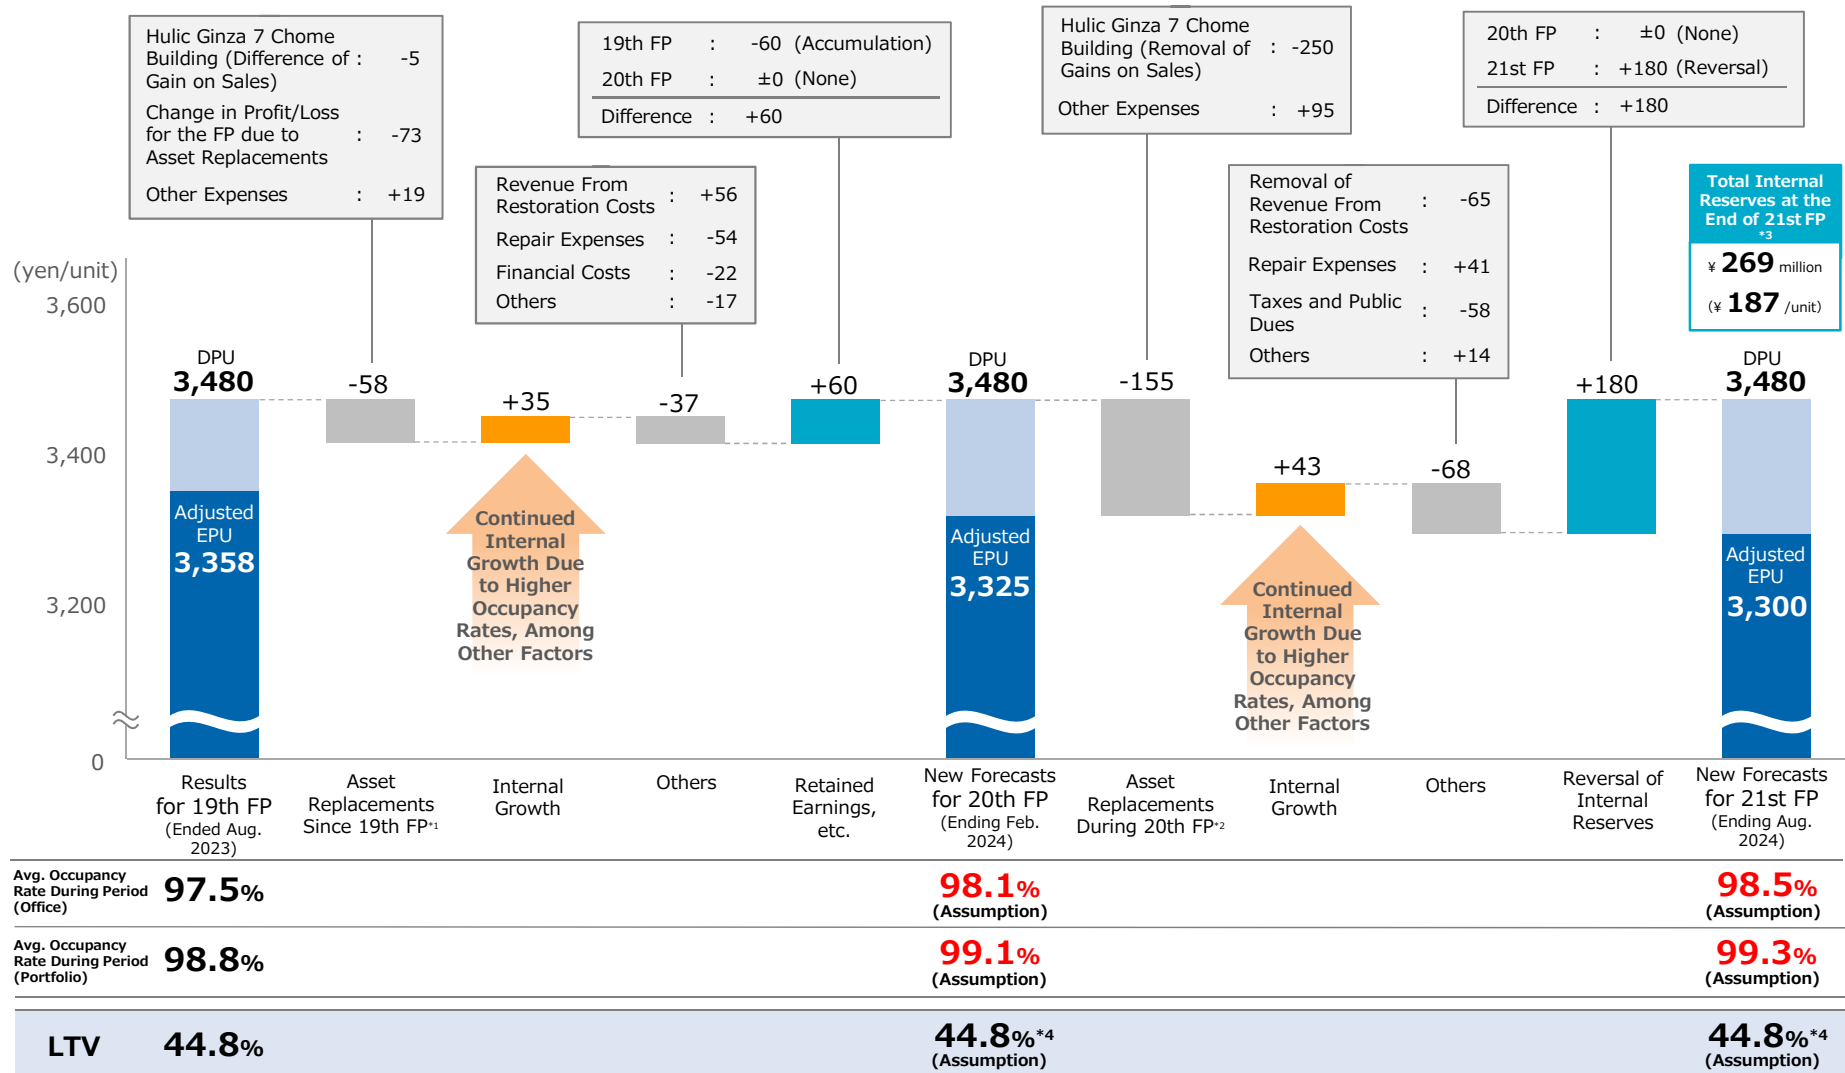 Hulic Ginza 7 Chome
Building (Difference of : -5
Gain on Sales)
Change in Profit/Loss
for the FP due to : -73
Asset Replacements
Other Expenses : +19
19th FP : -60 (Accumulation)
20th FP : ±0 (None)
Difference : +60
Hulic Ginza 7 Chome
Building (Removal of : -250
Gains on Sales)
Other Expenses : +95
20th FP : ±0 (None)
21st FP : +180 (Reversal)
Difference : +180
Revenue From
Restoration Costs : +56
Repair Expenses : -54
Financial Costs : -22
Others : -17
Removal of
Revenue From : -65
Restoration Costs
Repair Expenses : +41
Taxes and Public
Dues : -58
Others : +14
Total Internal
Reserves at the
End of 21st FP
*3
¥ 269 million
(¥ 187 /unit)
(yen/unit)
3,600
3,400
3,200
0
DPU
3,480
-58
+35
-37
+60
DPU
3,480
-155
+43
-68
+180
DPU
3,480
Adjusted
EPU
3,358
Continued
Internal
Growth Due
to Higher
Occupancy
Rates, Among
Other Factors
Adjusted
EPU
3,325
Continued
Internal
Growth Due
to Higher
Occupancy
Rates, Among
Other Factors
Adjusted
EPU
3,300
Results
for 19th FP
(Ended Aug.
2023)
Asset
Replacements
Since 19th FP*1
Internal
Growth
Others
Retained
Earnings,
etc.
New Forecasts
for 20th FP
(Ending Feb.
2024)
Asset
Replacements
During 20th FP*2
Internal
Growth
Others
Reversal of
Internal
Reserves
New Forecasts
for 21st FP
(Ending Aug.
2024)
Avg. Occupancy
Rate During Period
(Office)
97.5%
98.1%
(Assumption)
98.5%
(Assumption)
Avg. Occupancy
Rate During Period
(Portfolio)
98.8%
99.1%
(Assumption)
99.3%
(Assumption)
LTV
44.8%
44.8%*4
(Assumption)
44.8%*4
(Assumption)